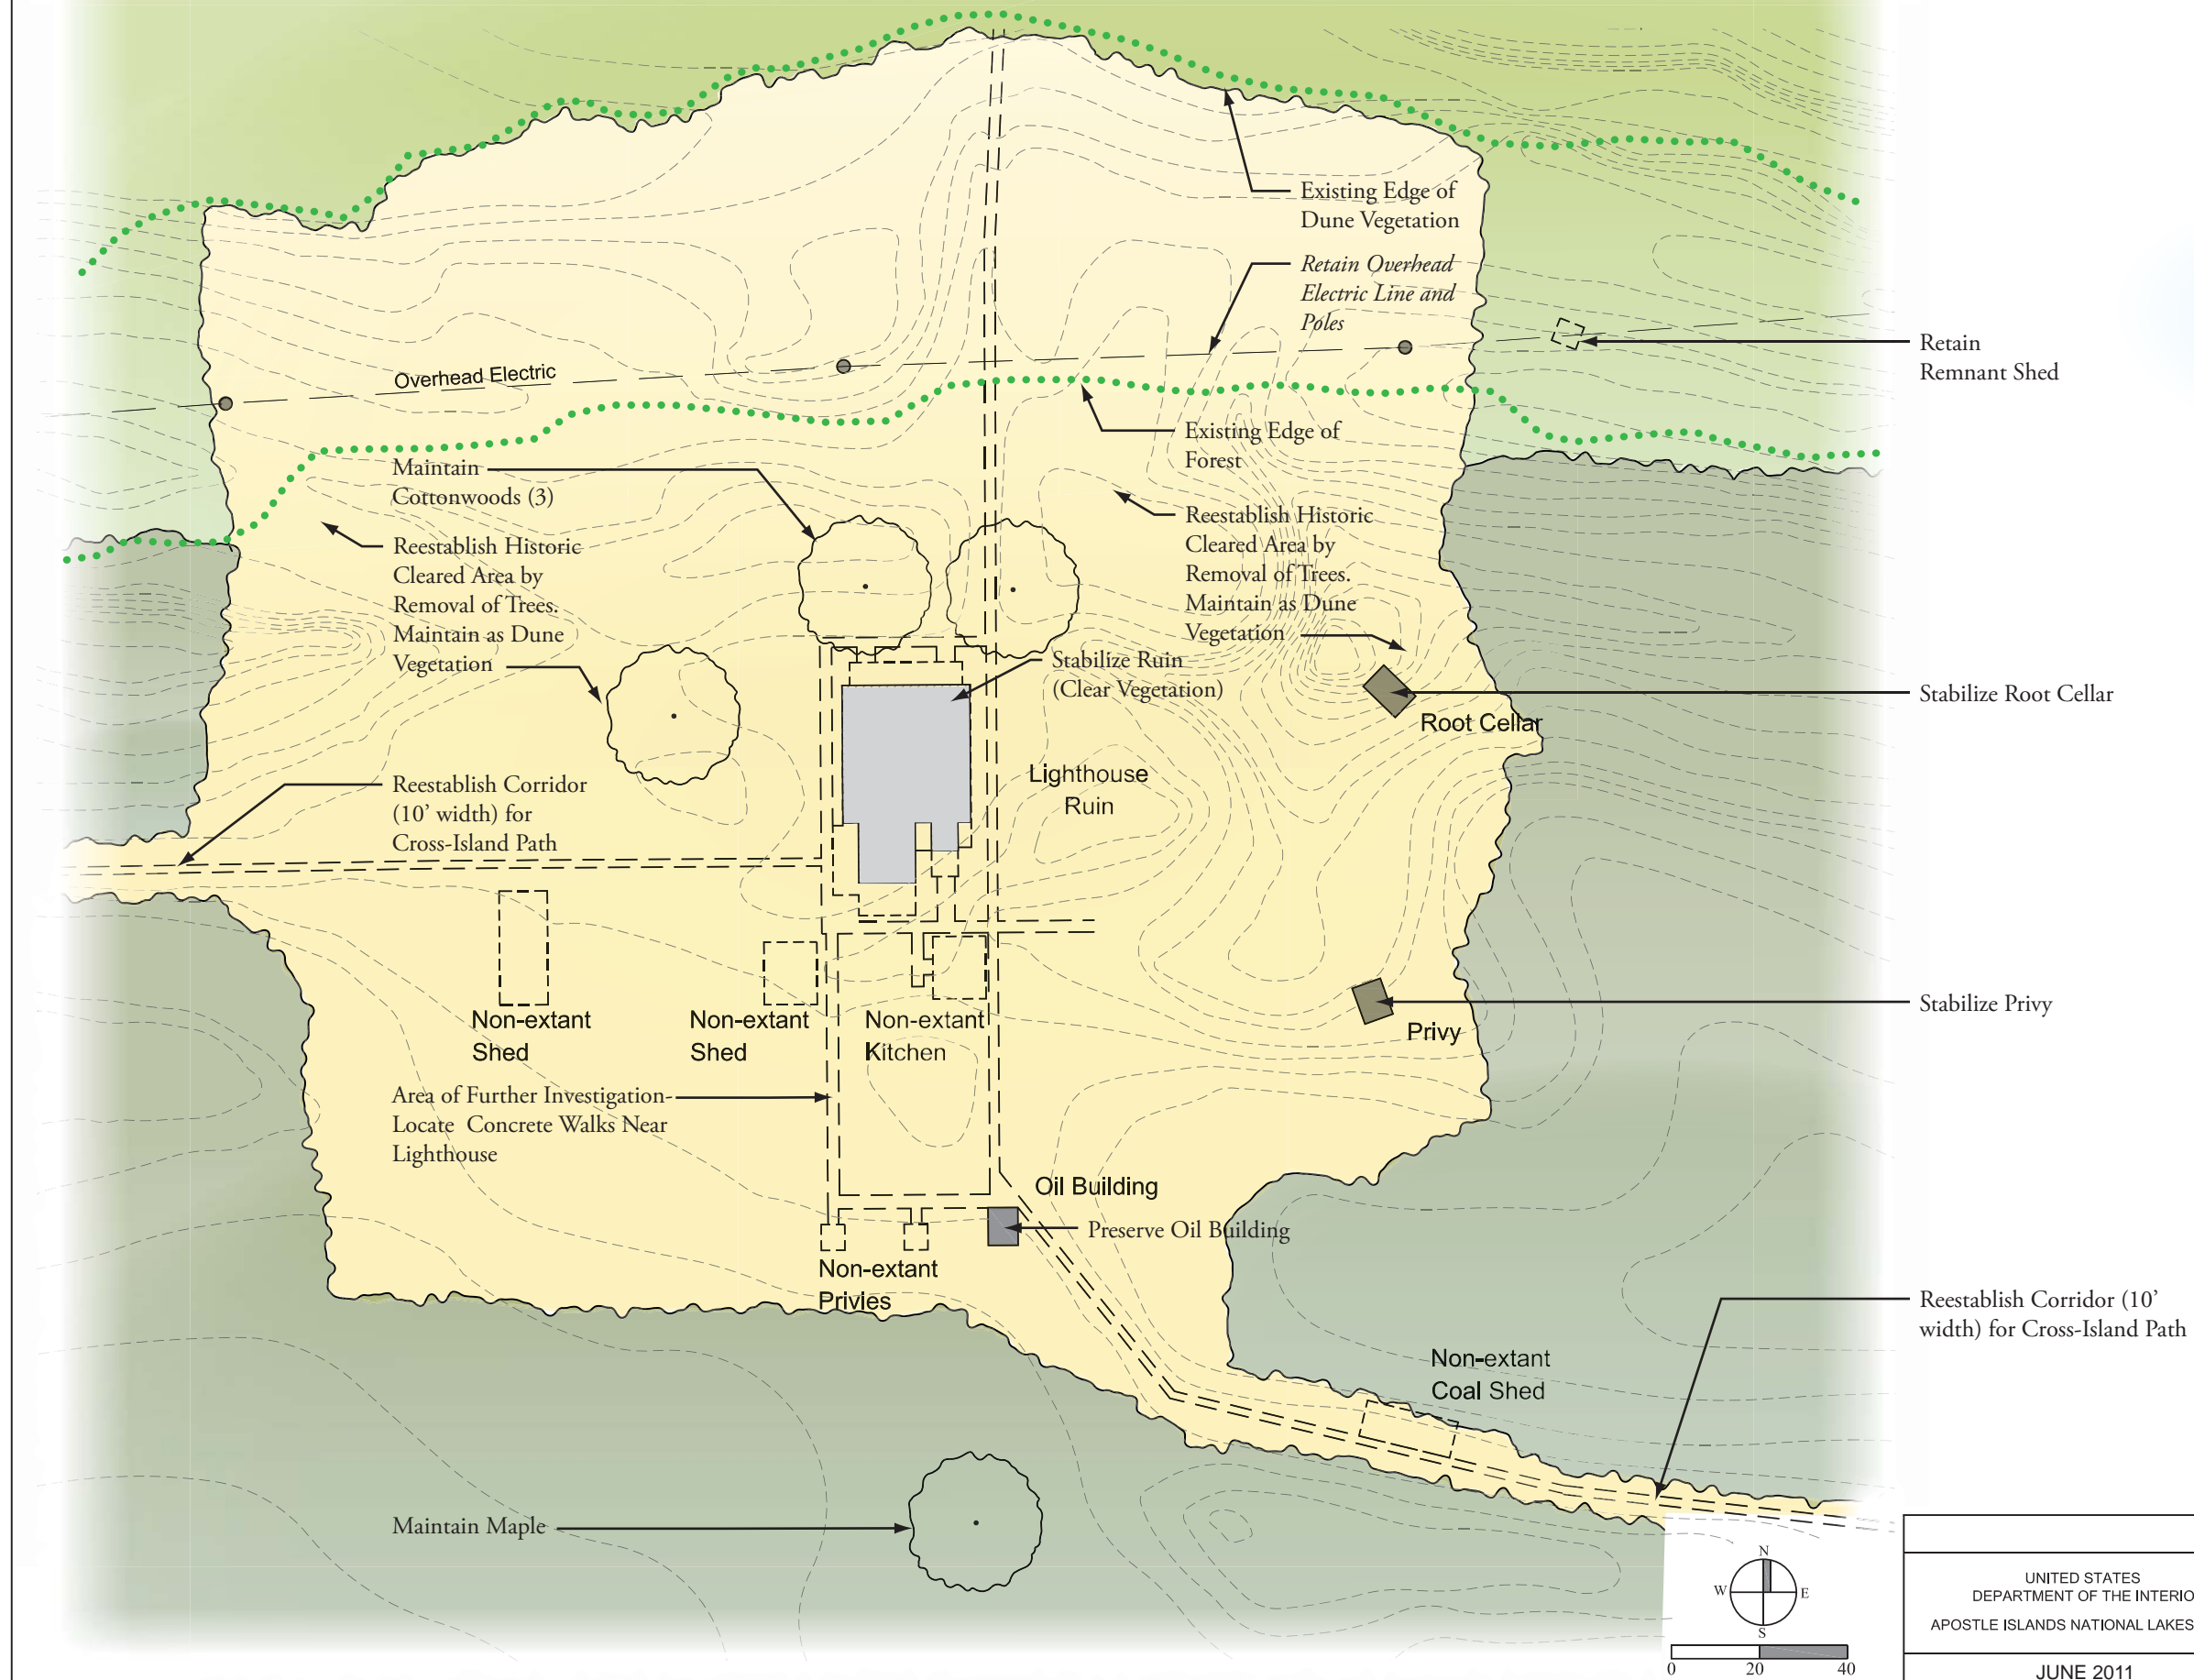 Existing Edge of
Dune Vegetation
Retain Overhead
Electric Line and
Poles
Retain
Remnant Shed
Overhead Electric
Existing Edge of
Forest
Maintain
Cottonwoods (3)
Reestablish Historic
Cleared Area by
Removal of Trees.
Maintain as Dune
Vegetation
Reestablish Historic
Cleared Area by
Removal of Trees.
Maintain as Dune
Vegetation
Stabilize Ruin
(Clear Vegetation)
Stabilize Root Cellar
Root Cellar
Lighthouse
Ruin
Reestablish Corridor
(10’ width) for
Cross-Island Path
Non-extant
Shed
Non-extant
Shed
Non-extant
Kitchen
Stabilize Privy
Privy
Area of Further Investigation-
Locate Concrete Walks Near
Lighthouse
Oil Building
Preserve Oil Building
Non-extant
Privies
Reestablish Corridor (10’
width) for Cross-Island Path
Non-extant
Coal Shed
Maintain Maple
N
W
E
S
0 20 40
UNITED STATES
DEPARTMENT OF THE INTERIO
APOSTLE ISLANDS NATIONAL LAKES
JUNE 2011